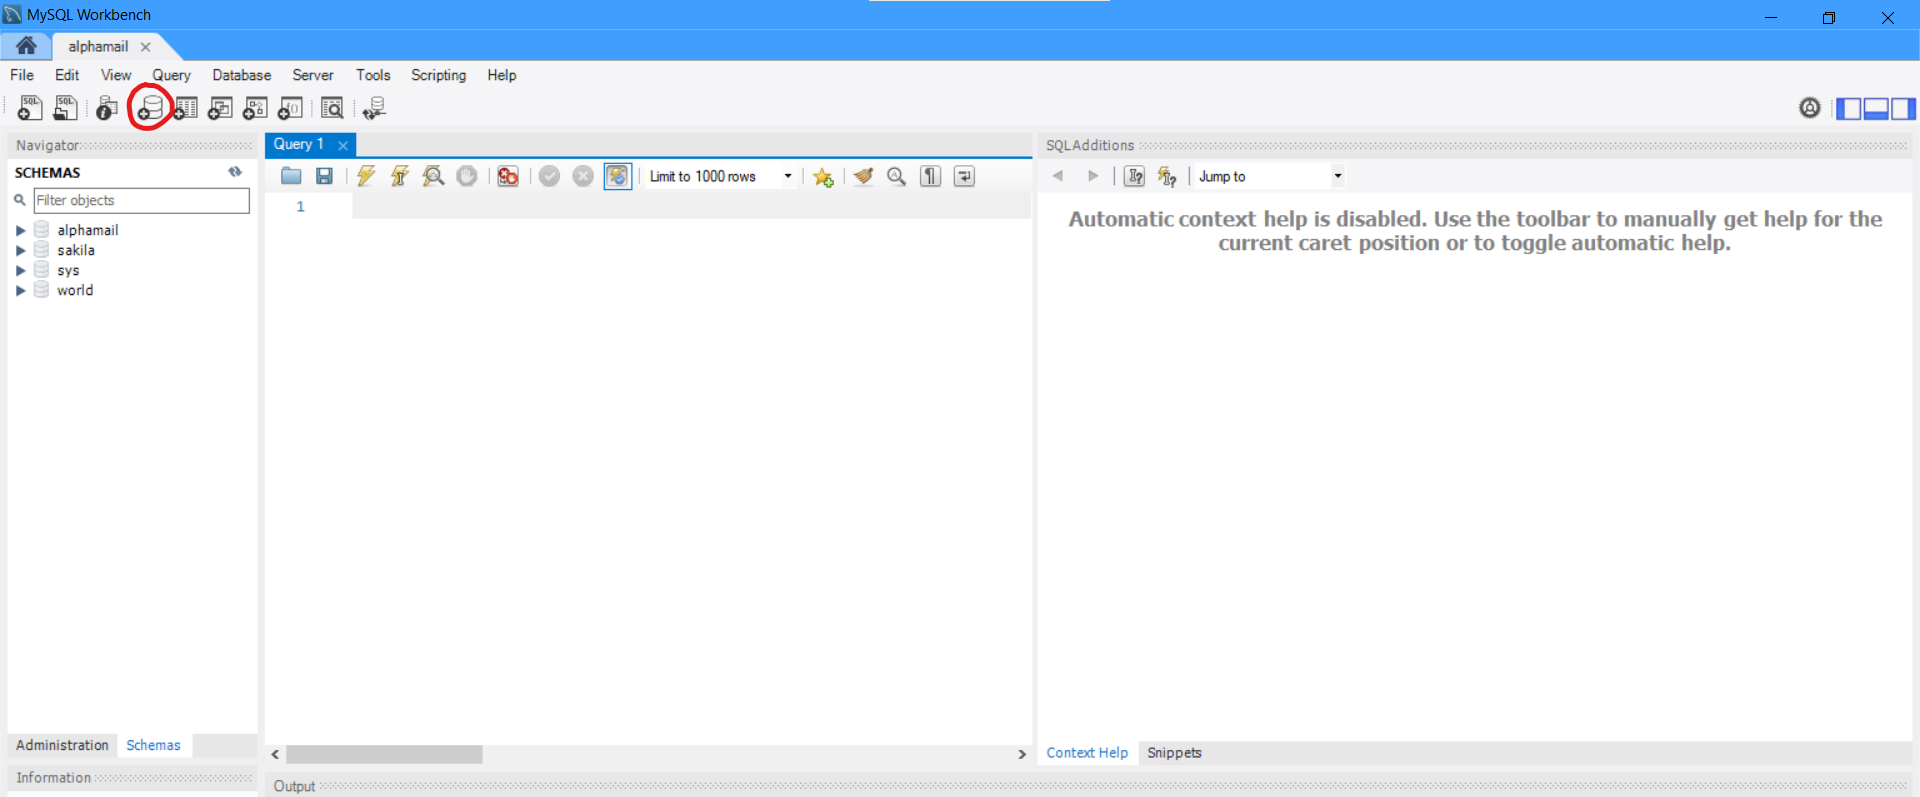 MySQL Workbench
alphamail
File Edit View Query Database Server Tools Scripting Help
SQL SQL
Navigator
SCHEMAS
Filter objects
alphamail
sakila
sys
world
Administration Schemas
Information
Query 1
Limit to 1000 rows
1
Output
SQLAdditions
Jump to
Automatic context help is disabled. Use the toolbar to manually get help for the
current caret position or to toggle automatic help.
Context Help Snippets